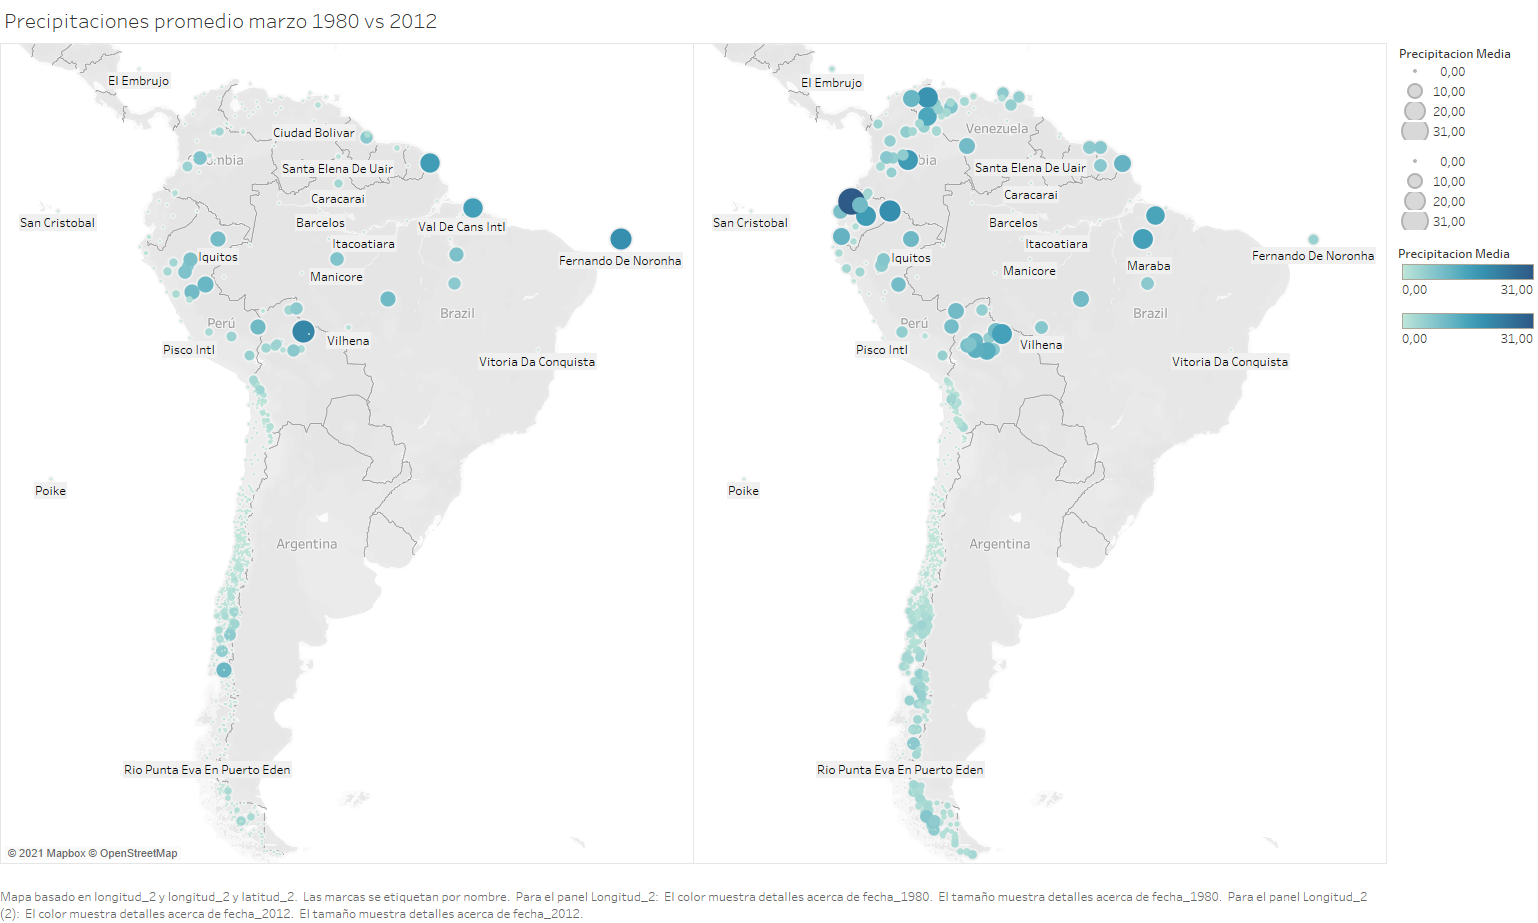 Precipitaciones promedio marzo 1980 vs 2012
El Embrujo
Ciudad Bolivar
mbia
Santa Elena De Uair
Caracarai
San Cristobal
Barcelos
Val De Cans Intl
Itacoatiara
Iquitos
Fernando De Noronha
Manicore
Brazil
Perú
Vilhena
Pisco Intl
Vitoria Da Conquista
Poike
Argentina
Rio Punta Eva En Puerto Eden
© 2021 Mapbox © OpenStreetMap
El Embrujo
Venezuela
bia
Santa Elena De Uair
Caracarai
San Cristobal
Barcelos
Itacoatiara
Iquitos
Fernando De Noronha
Maraba
Manicore
Brazil
Perú
Vilhena
Pisco Intl
Vitoria Da Conquista
Poike
Argentina
Rio Punta Eva En Puerto Eden
Precipitacion Media
0,00
10,00
20,00
31,00
0,00
10,00
20,00
31,00
Precipitacion Media
0,00 31,00
0,00 31,00
Mapa basado en longitud_2 y longitud_2 y latitud_2. Las marcas se etiquetan por nombre. Para el panel Longitud_2: El color muestra detalles acerca de fecha_1980. El tamaño muestra detalles acerca de fecha_1980. Para el panel Longitud_2
(2): El color muestra detalles acerca de fecha_2012. El tamaño muestra detalles acerca de fecha_2012.